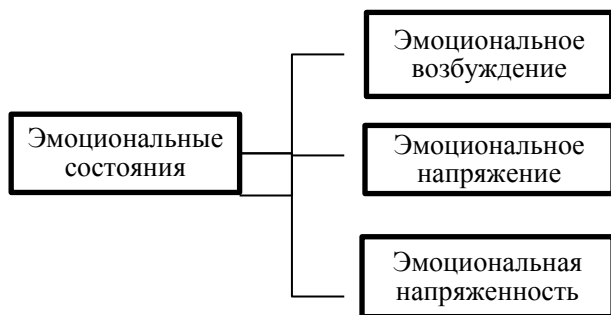 Эмоциональное
возбуждение
Эмоциональные
состояния
Эмоциональное
напряжение
Эмоциональная
напряженность